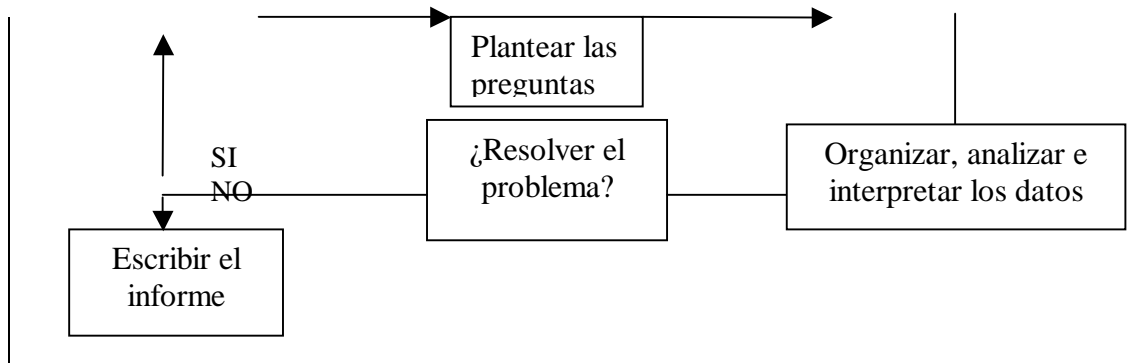 Plantear las
preguntas
¿Resolver el
problema?
Organizar, analizar e
interpretar los datos
SI
NO
Escribir el
informe